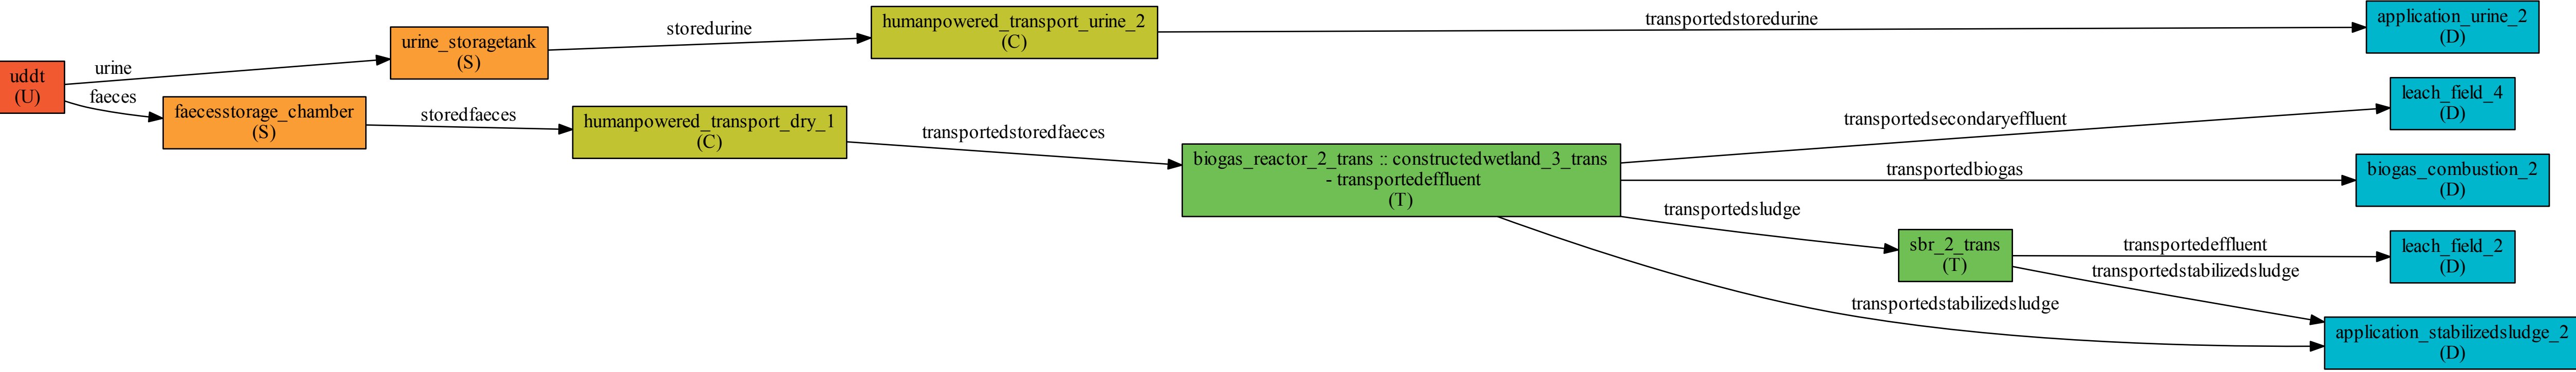 uddt
(U)
urine
faeces
urine_storagetank
(S)
faecesstorage_chamber
(S)
storedurine
storedfaeces
humanpowered_transport_urine_2
(C)
humanpowered_transport_dry_1
(C)
transportedstoredurine
transportedstoredfaeces
biogas_reactor_2_trans :: constructedwetland_3_trans
- transportedeffluent
(T)
transportedsecondaryeffluent
transportedbiogas
transportedsludge
transportedstabilizedsludge
sbr_2_trans
(T)
transportedeffluent
transportedstabilizedsludge
application_urine_2
(D)
leach_field_4
(D)
biogas_combustion_2
(D)
leach_field_2
(D)
application_stabilizedsludge_2
(D)